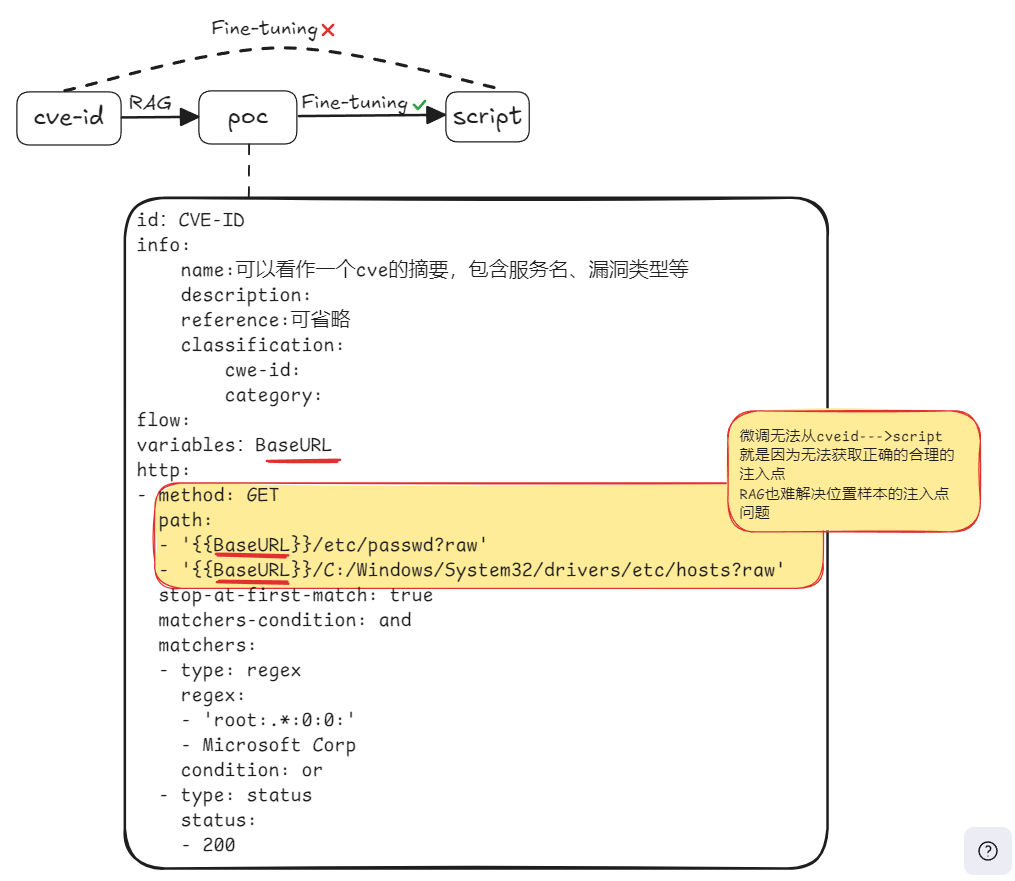 Fine-tuning
cve-id
RAG
poc
Fine-tuning
script
id: CVE-ID
info:
    name:可以看作一个cve的摘要，包含服务名、漏洞类型等
    description:
    reference:可省略
    classification:
        cwe-id:
        category:
flow:
variables: BaseURL
http:
- method: GET
  path:
  - '{{BaseURL}}/etc/passwd?raw'
  - '{{BaseURL}}/C:/Windows/System32/drivers/etc/hosts?raw'
  stop-at-first-match: true
  matchers-condition: and
  matchers:
  - type: regex
    regex:
    - 'root:.*:0:0:'
    - Microsoft Corp
    condition: or
  - type: status
    status:
    - 200
微调无法从cveid--->script
就是因为无法获取正确的合理的
注入点
RAG也难解决位置样本的注入点
问题